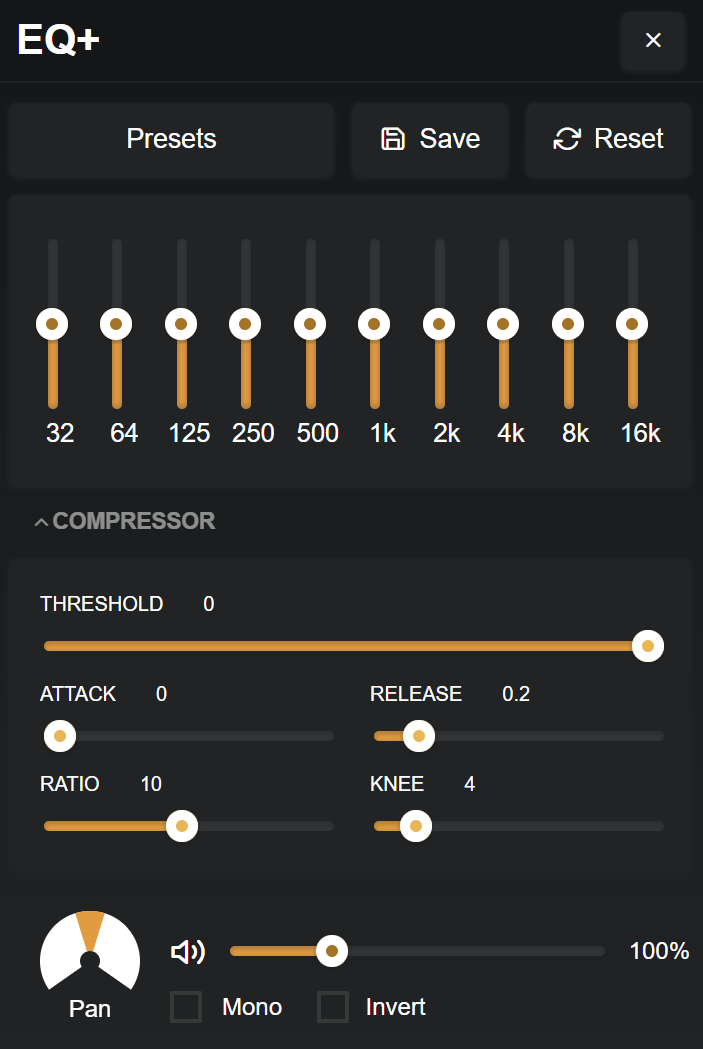 EQ+
Presets Save Reset
32 64 125 250 500 1k 2k 4k 8k 16k
COMPRESSOR
THRESHOLD 0
ATTACK 0 RELEASE 0.2
RATIO 10 KNEE 4
100%
Pan Mono Invert